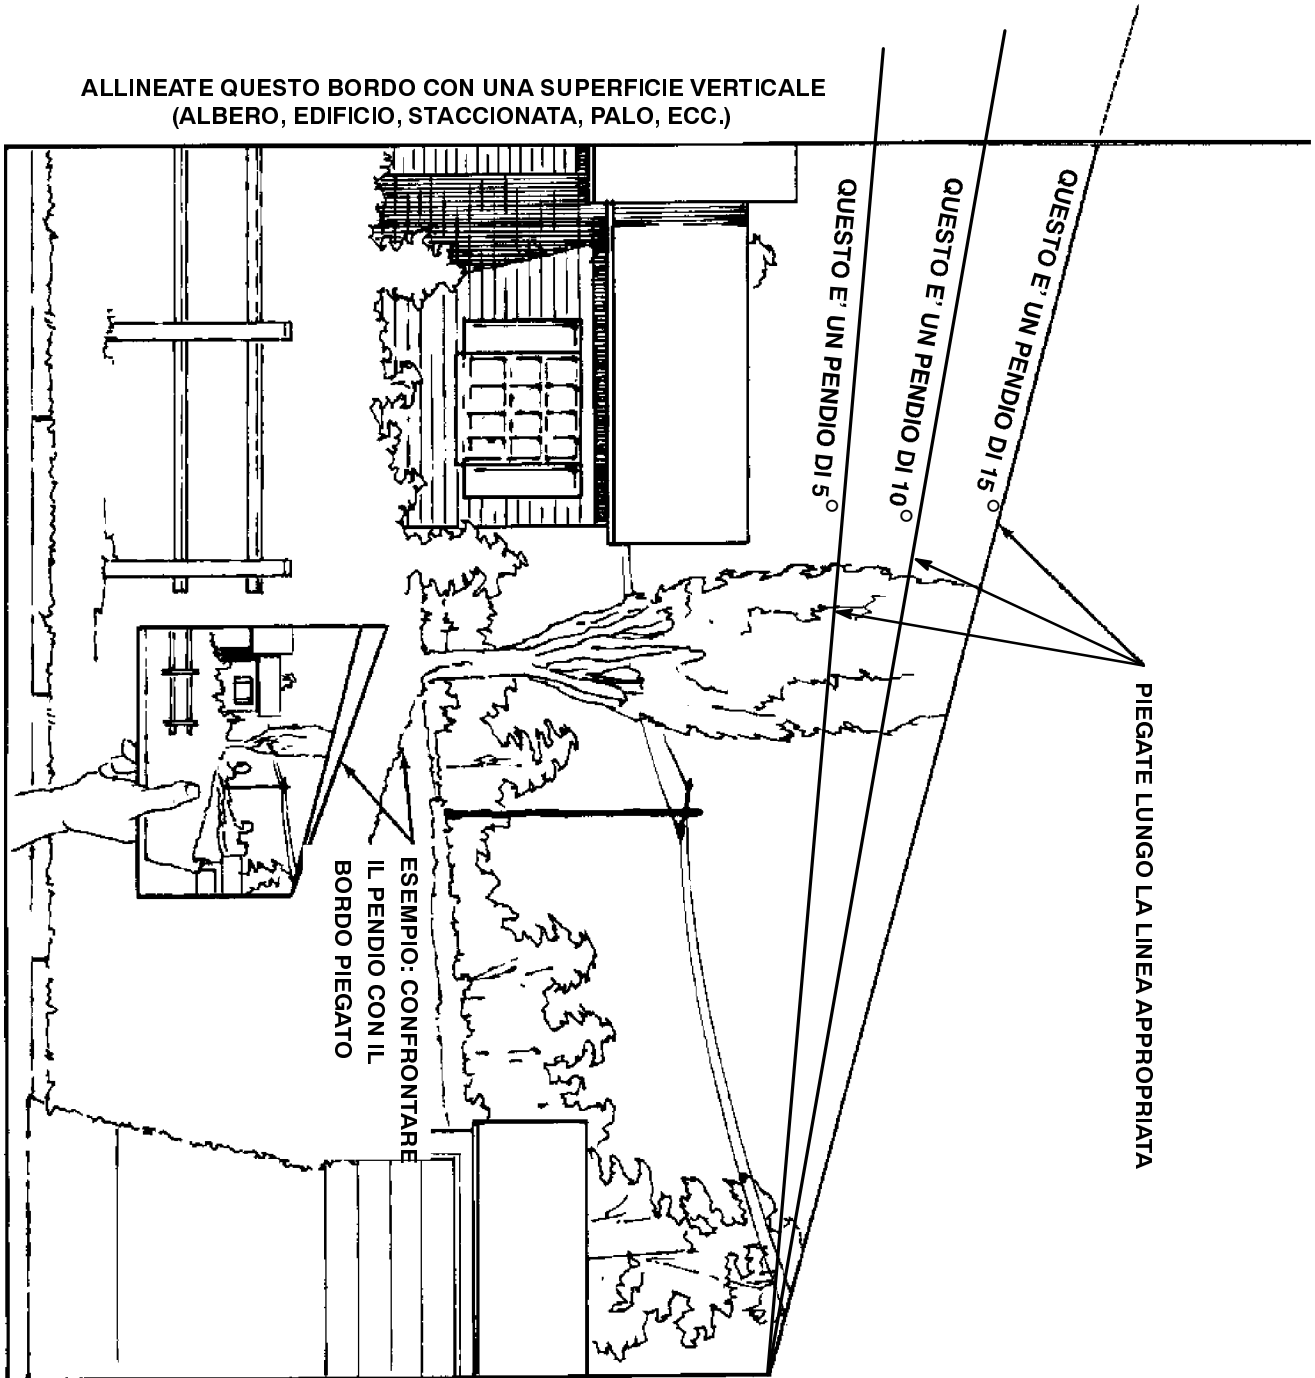 ALLINEATE QUESTO BORDO CON UNA SUPERFICIE VERTICALE
(ALBERO, EDIFICIO, STACCIONATA, PALO, ECC.)
QUESTO E' UN PENDIO DI 5°
QUESTO E' UN PENDIO DI 10°
QUESTO E' UN PENDIO DI 15°
PIEGATE LUNGO LA LINEA APPROPRIATA
ESEMPIO: CONFRONTARE
IL PENDIO CON IL
BORDO PIEGATO